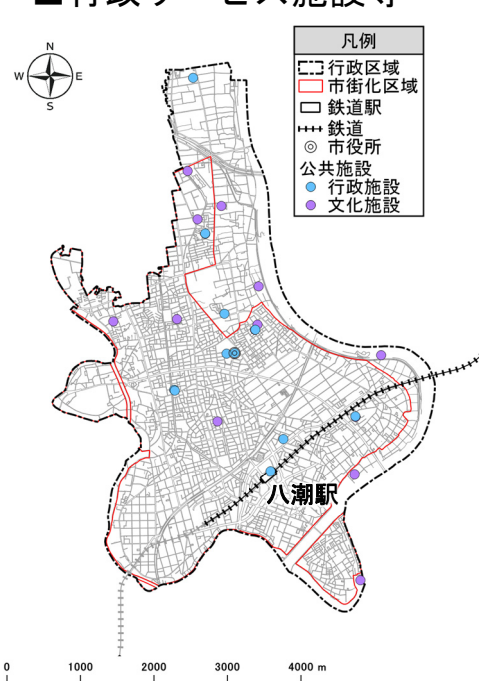 ■行政サービス施設等
N
W
E
S
凡例
行政区域
市街化区域
鉄道駅
鉄道
市役所
公共施設
行政施設
文化施設
八潮駅
0 1000 2000 3000 4000 m